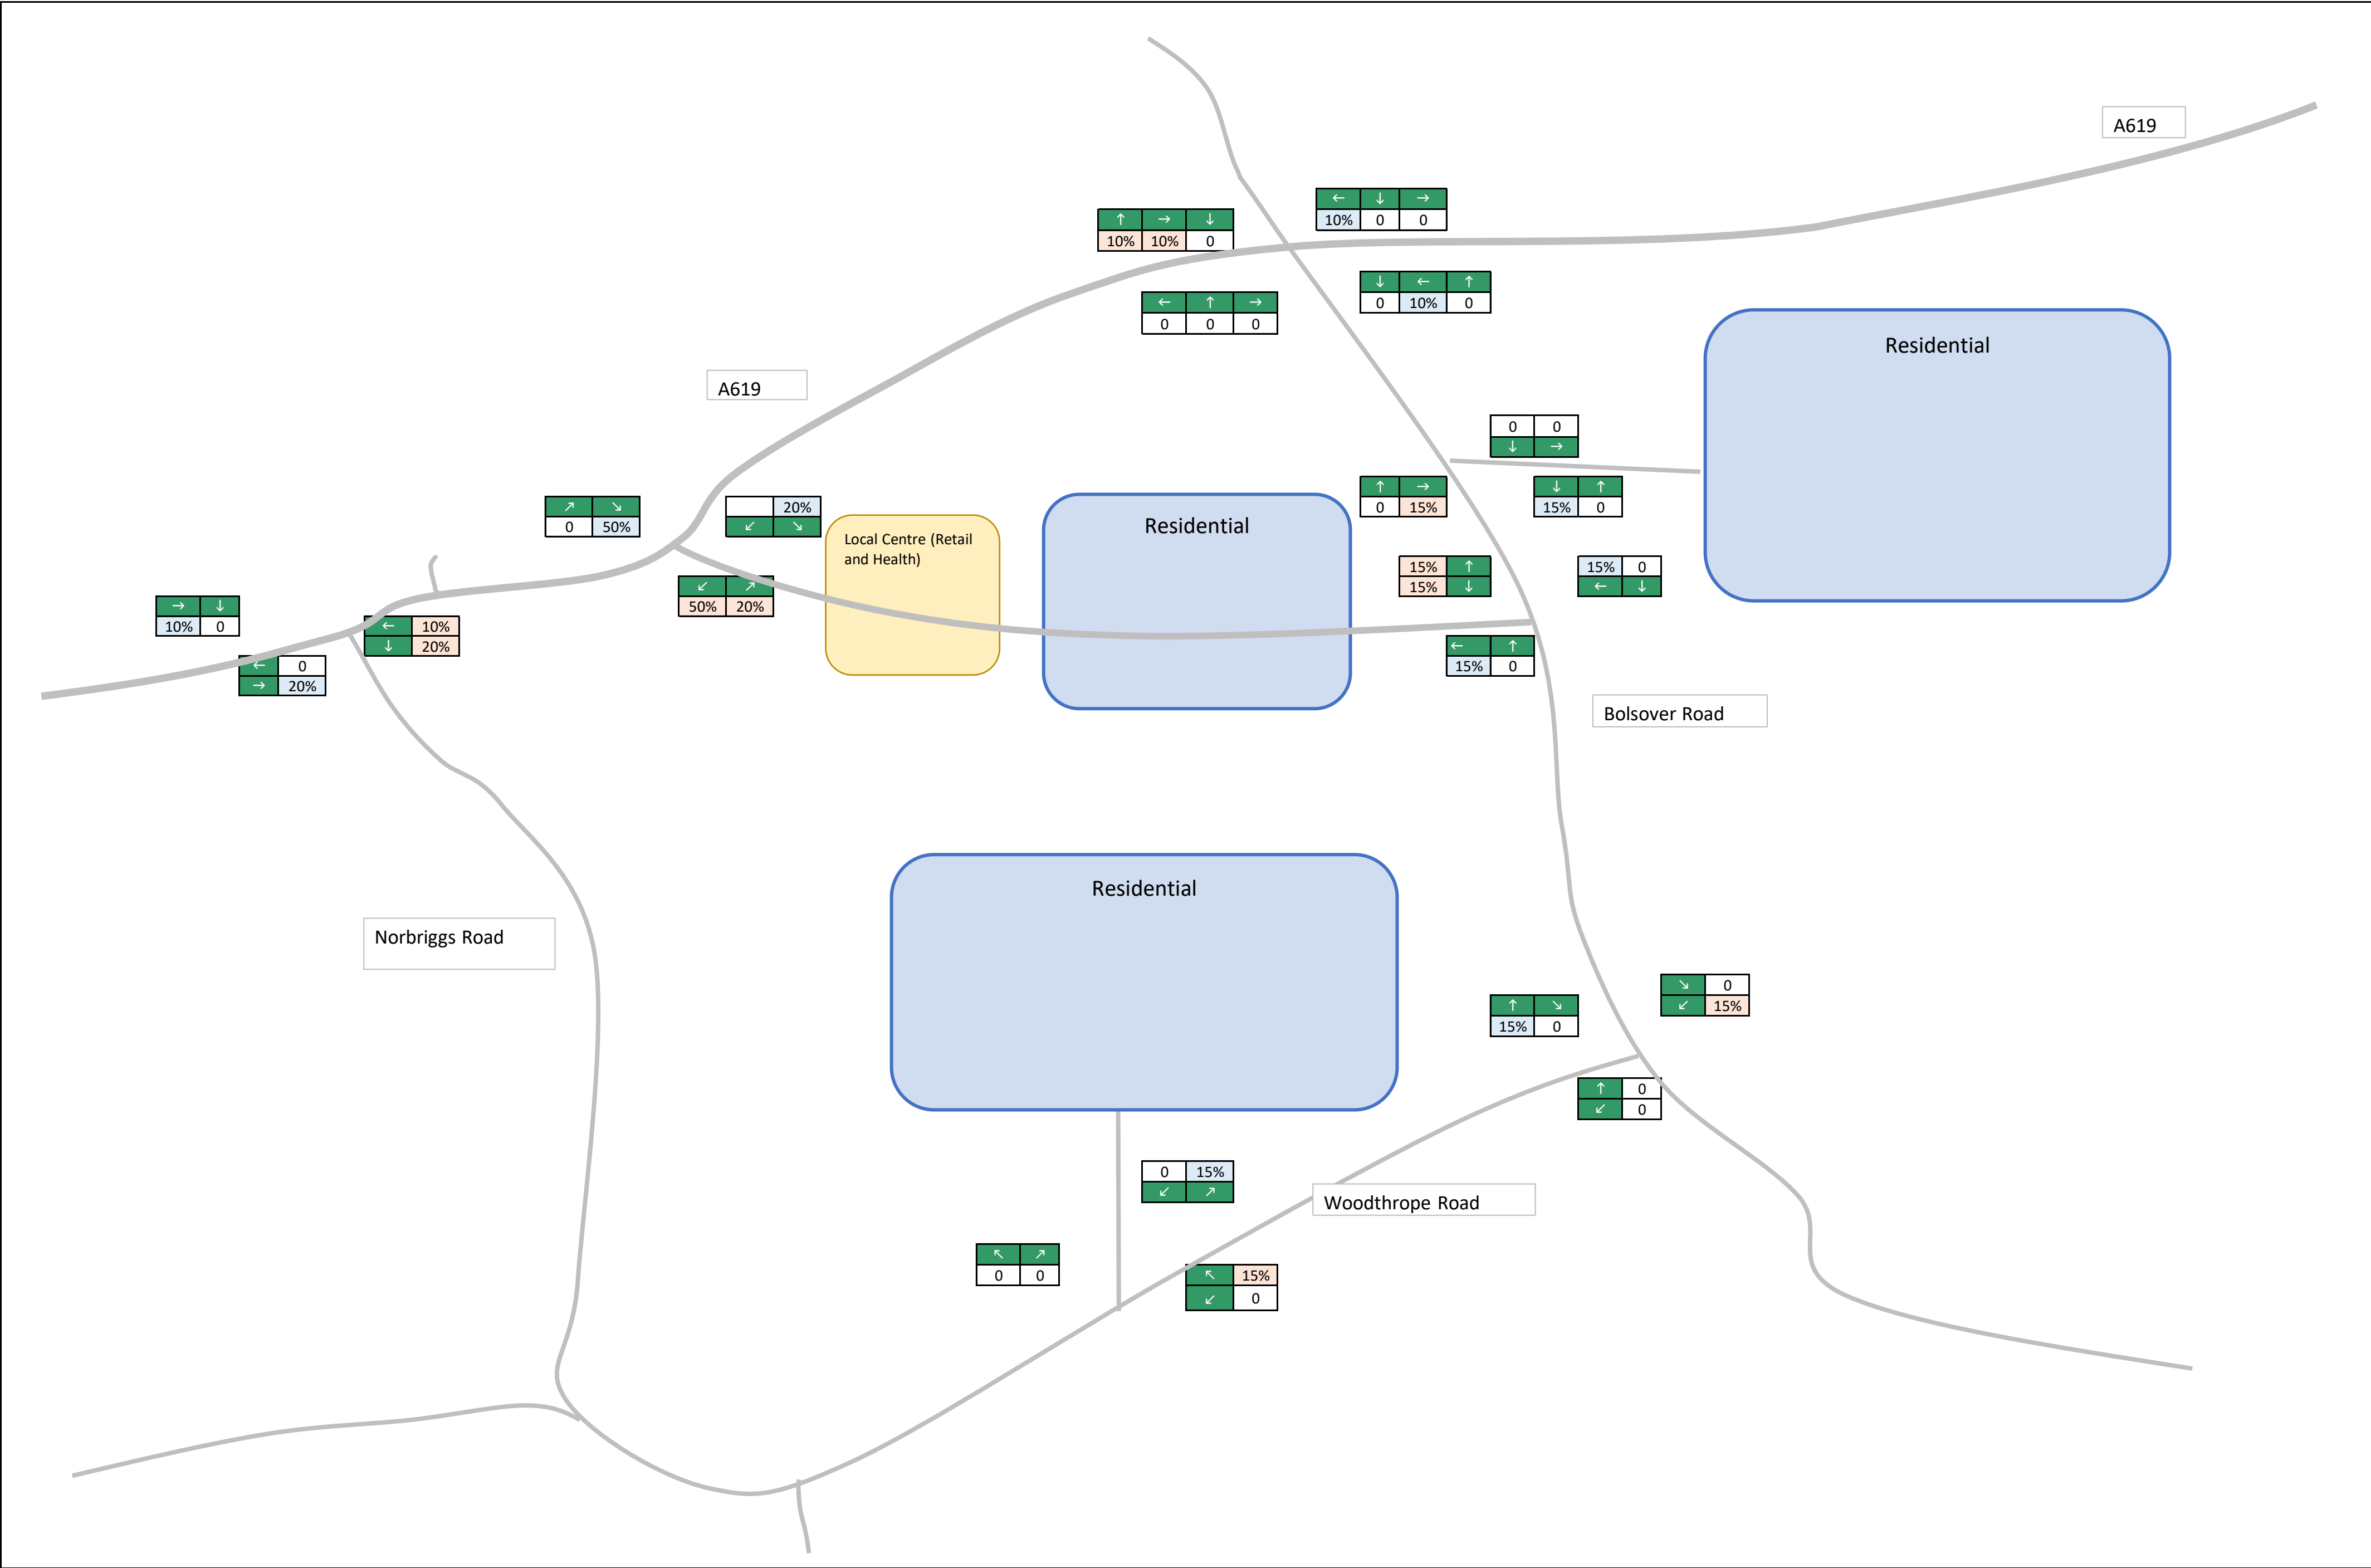 A619
← ↓ →
10% 0 0
↑ → ↓
10% 10% 0
↓ ← ↑
0 10% 0
← ↑ →
0 0 0
Residential
A619
0 0
↓ →
↑ →
0 15%
↓ ↑
15% 0
↗ ↘
0 50%
20%
↙ ↘
Residential
Local Centre (Retail
and Health)
15% ↑
15% ↓
15% 0
← ↓
↙ ↗
50% 20%
→ ↓
10% 0
← 10%
↓ 20%
← 0
→ 20%
← ↑
15% 0
Bolsover Road
Residential
Norbriggs Road
↘ 0
↙ 15%
↑ ↘
15% 0
↑ 0
↙ 0
0 15%
↙ ↗
Woodthrope Road
↖ ↗
0 0
↖ 15%
↙ 0